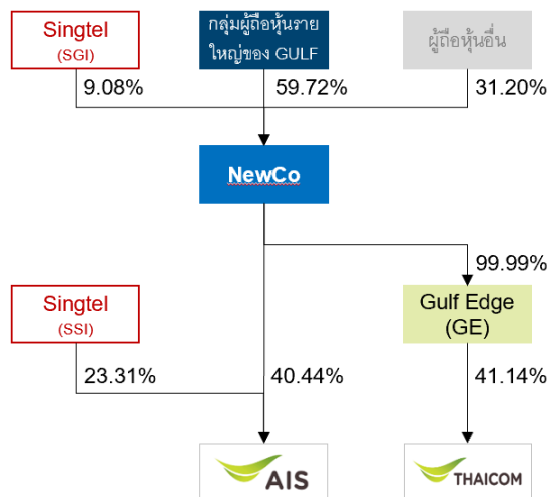 Singtel
(SGI)
กลุ่มผู้ถือหุ้นราย
ใหญ่ของ GULF
ผู้ถือหุ้นอื่น
9.08%
59.72%
31.20%
NewCo
99.99%
Singtel
(SSI)
Gulf Edge
(GE)
23.31%
40.44%
41.14%
AIS
THAICOM